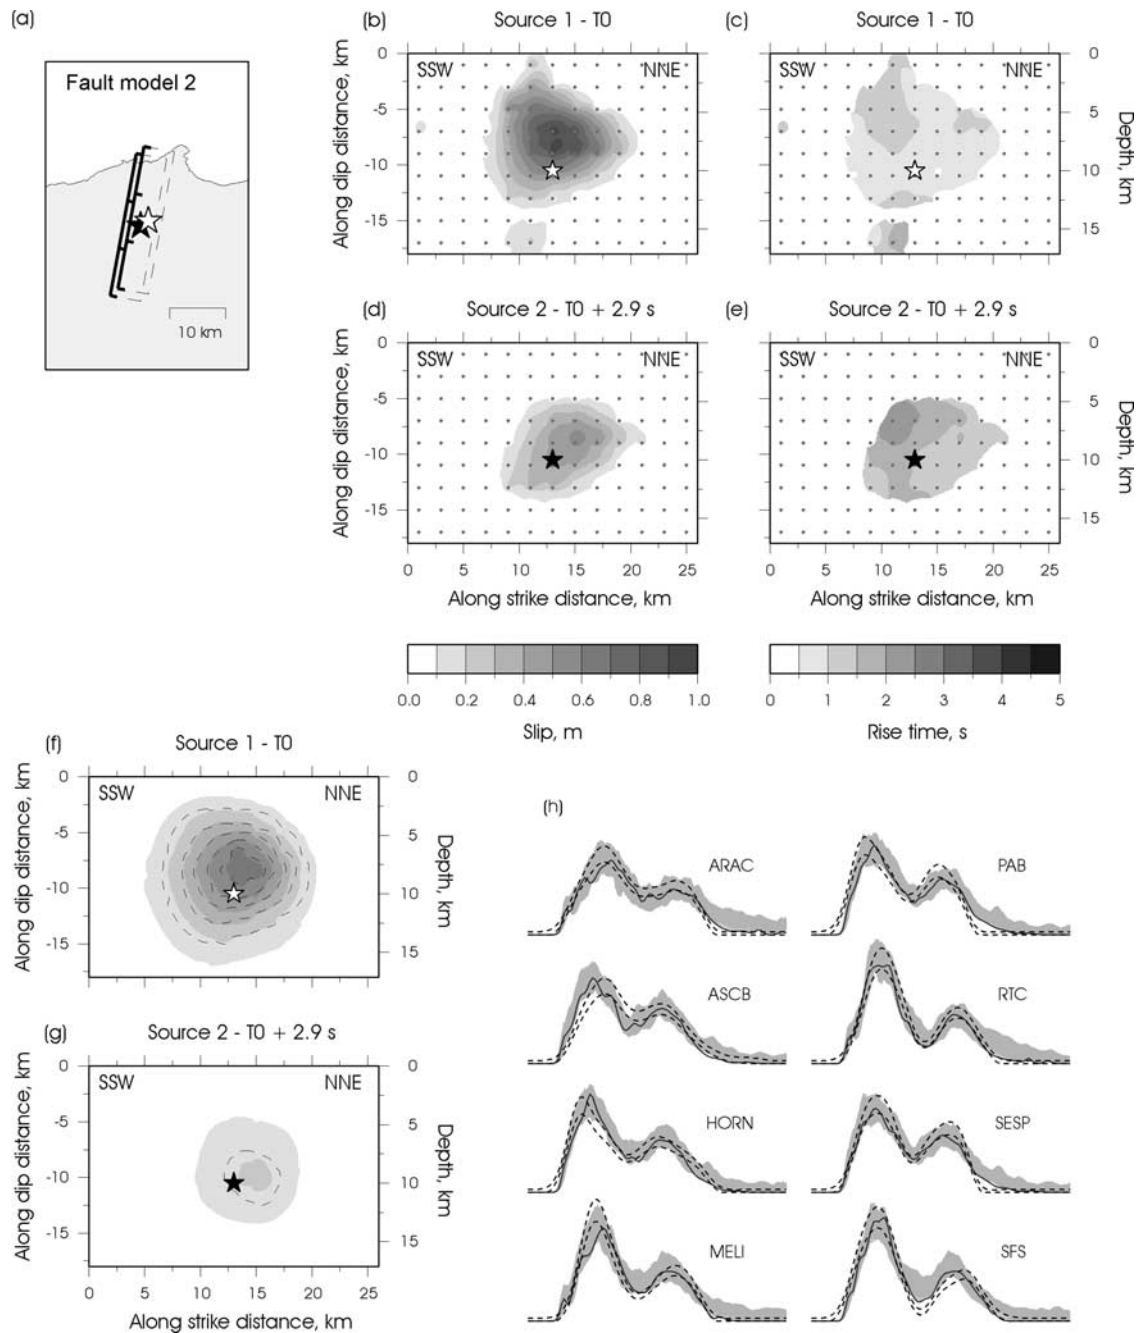 (a)
Fault model 2
10 km
(b)
Source 1 - T0
SSW
NNE
0
-5
-10
-15
Along dip distance, km
(c)
Source 1 - T0
SSW
NNE
0
5
10
15
Depth, km
(d)
Source 2 - T0 + 2.9 s
SSW
NNE
0
-5
-10
-15
Along dip distance, km
0 5 10 15 20 25
Along strike distance, km
(e)
Source 2 - T0 + 2.9 s
SSW
NNE
0
5
10
15
Depth, km
0 5 10 15 20 25
Along strike distance, km
0.0 0.2 0.4 0.6 0.8 1.0
Slip, m
0 1 2 3 4 5
Rise time, s
(f)
Source 1 - T0
SSW
NNE
0
-5
-10
-15
Along dip distance, km
0
5
10
15
Depth, km
(g)
Source 2 - T0 + 2.9 s
SSW
NNE
0
-5
-10
-15
Along dip distance, km
0
5
10
15
Depth, km
0 5 10 15 20 25
Along strike distance, km
(h)
ARAC
PAB
ASCB
RTC
HORN
SESP
MELI
SFS